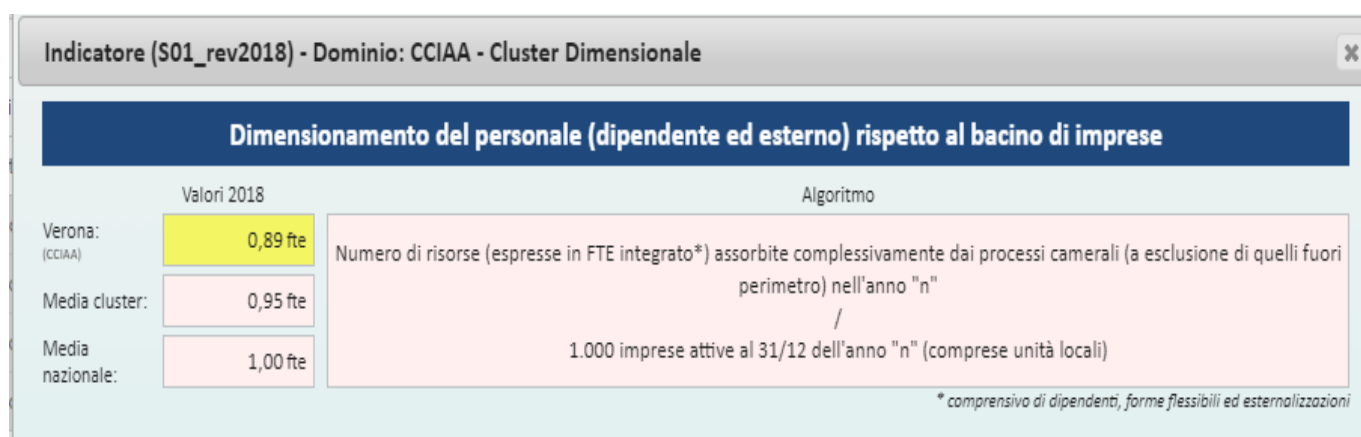 Indicatore (S01_rev2018) - Dominio: CCIAA - Cluster Dimensionale
Dimensionamento del personale (dipendente ed esterno) rispetto al bacino di imprese
Valori 2018
Algoritmo
Verona:
(CCIAA)
0,89 fte
Media cluster:
0,95 fte
Media
nazionale:
1,00 fte
Numero di risorse (espresse in FTE integrato*) assorbite complessivamente dai processi camerali (a esclusione di quelli fuori
perimetro) nell'anno "n"
/
1.000 imprese attive al 31/12 dell'anno "n" (comprese unità locali)
* comprensivo di dipendenti, forme flessibili ed esternalizzazioni